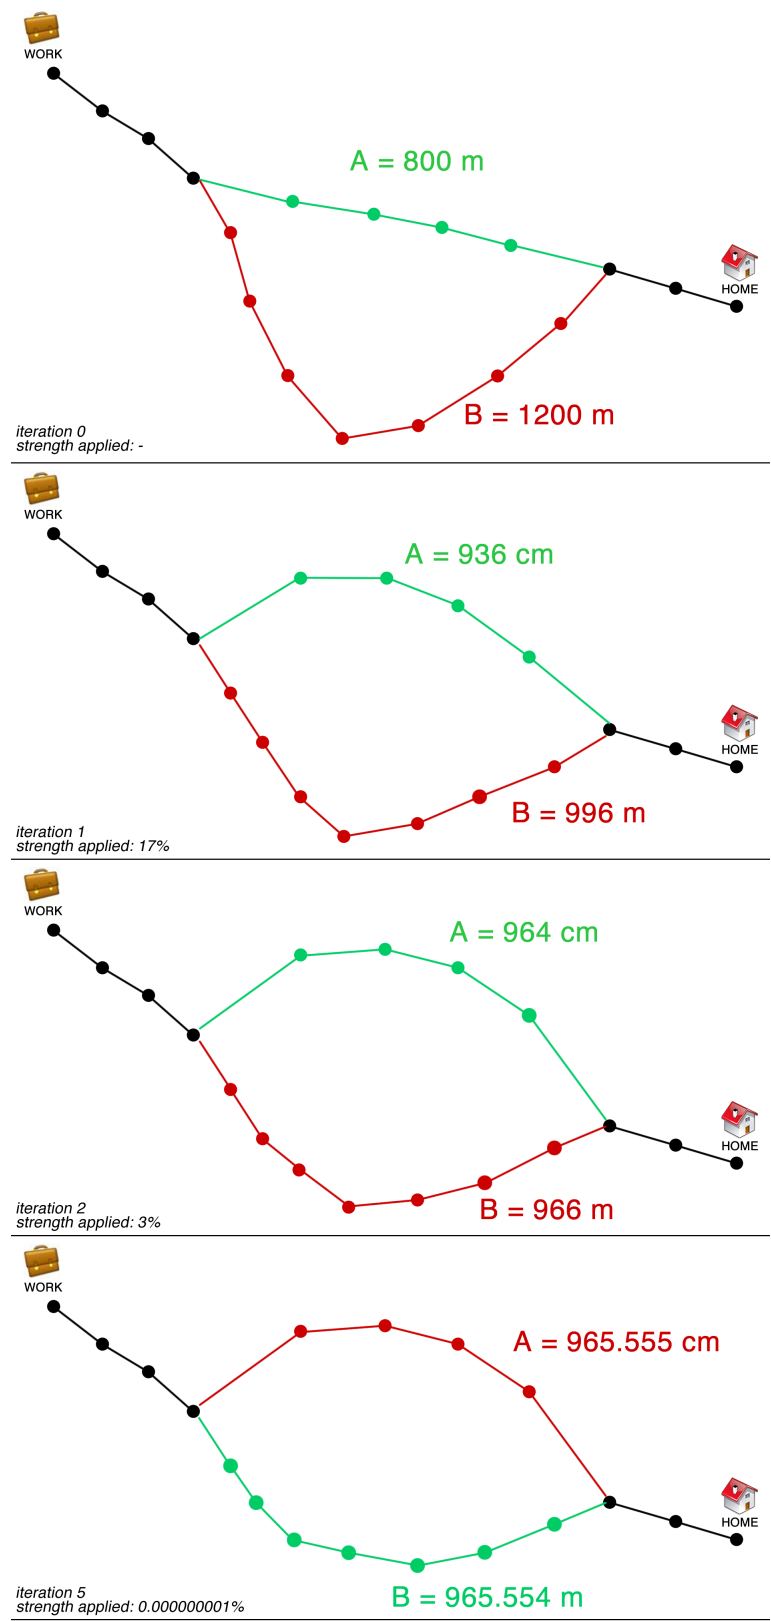 WORK
A = 800 m
HOME
B = 1200 m
iteration 0
strength applied: -
WORK
A = 936 cm
HOME
B = 996 m
iteration 1
strength applied: 17%
WORK
A = 964 cm
HOME
B = 966 m
iteration 2
strength applied: 3%
WORK
A = 965.555 cm
HOME
B = 965.554 m
iteration 5
strength applied: 0.000000001%